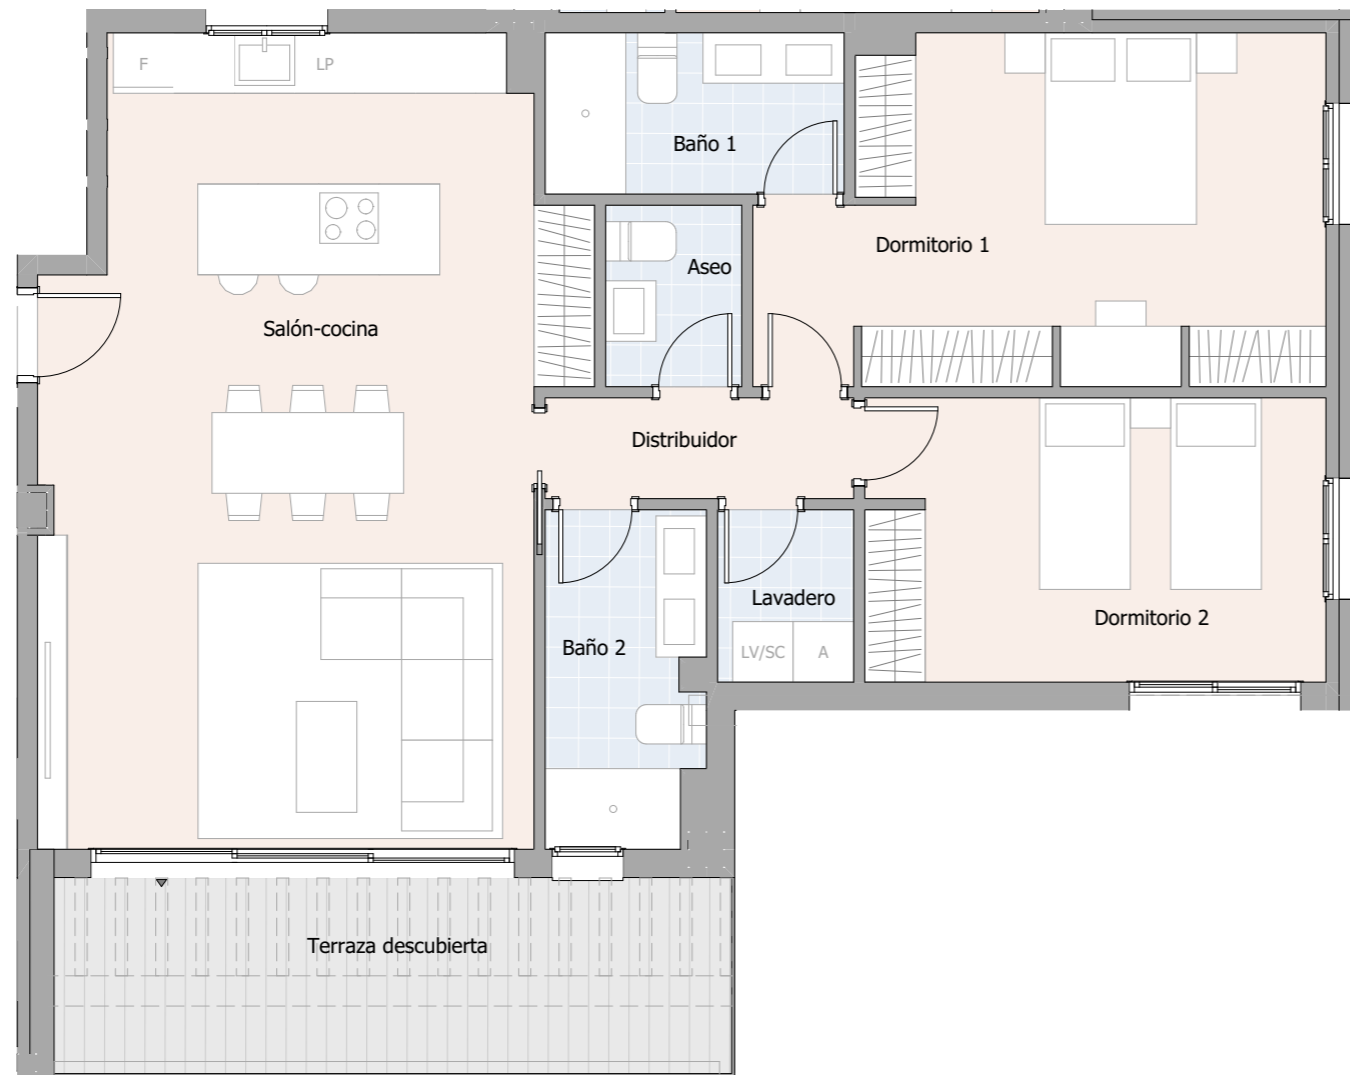 F
LP
Baño 1
Dormitorio 1
Aseo
Salón-cocina
Distribuidor
Lavadero
Dormitorio 2
Baño 2
LV/SC
A
Terraza descubierta